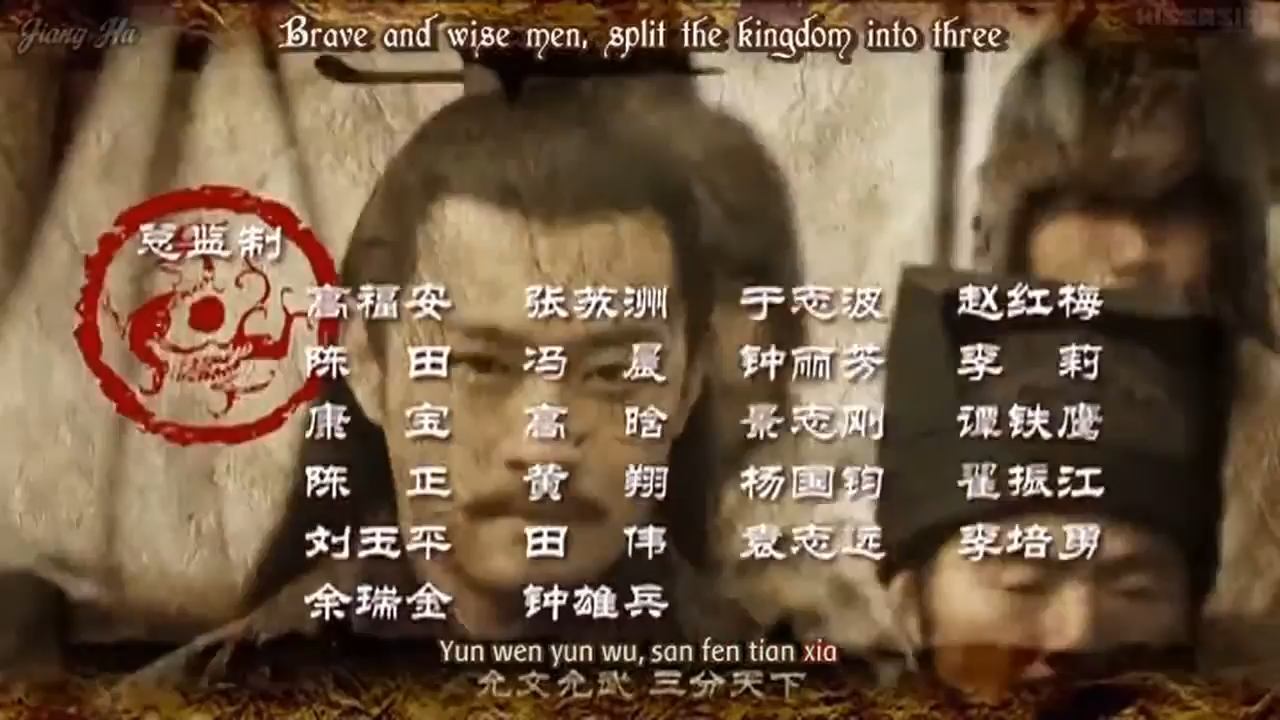 Jiang Hu
KISSASIAN
Brave and wise men, split the kingdom into three
总监制
高福安 张苏洲 于志波 赵红梅
陈田 冯晟 钟丽芳 李莉
康宝 高晗 景志刚 谭铁鹰
陈正 黄翔 杨国钧 翟振江
刘玉平 田伟 袁志远 李培勇
余瑞金 钟雄兵
Yun wen yun wu, san fen tian xia
允文允武 三分天下